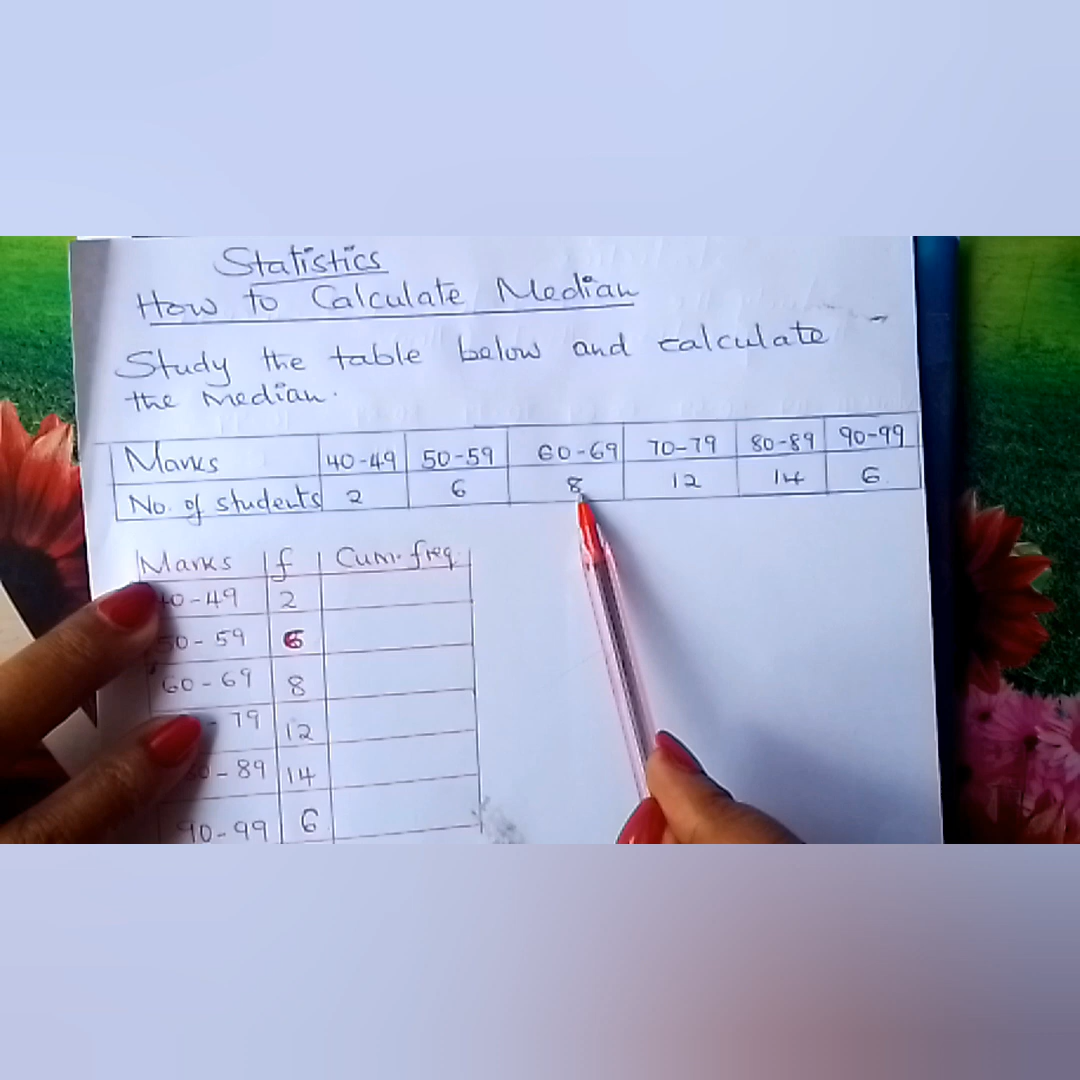 Statistics
How to Calculate Median
Study the table below and calculate
the Median.
Marks 40-49 50-59 60-69 70-79 80-89 90-99
No. of students 2 6 8 12 14 6
Marks f Cum. freq.
0-49 2
50-59 6
60-69 8
- 79 12
0-89 14
90-99 6